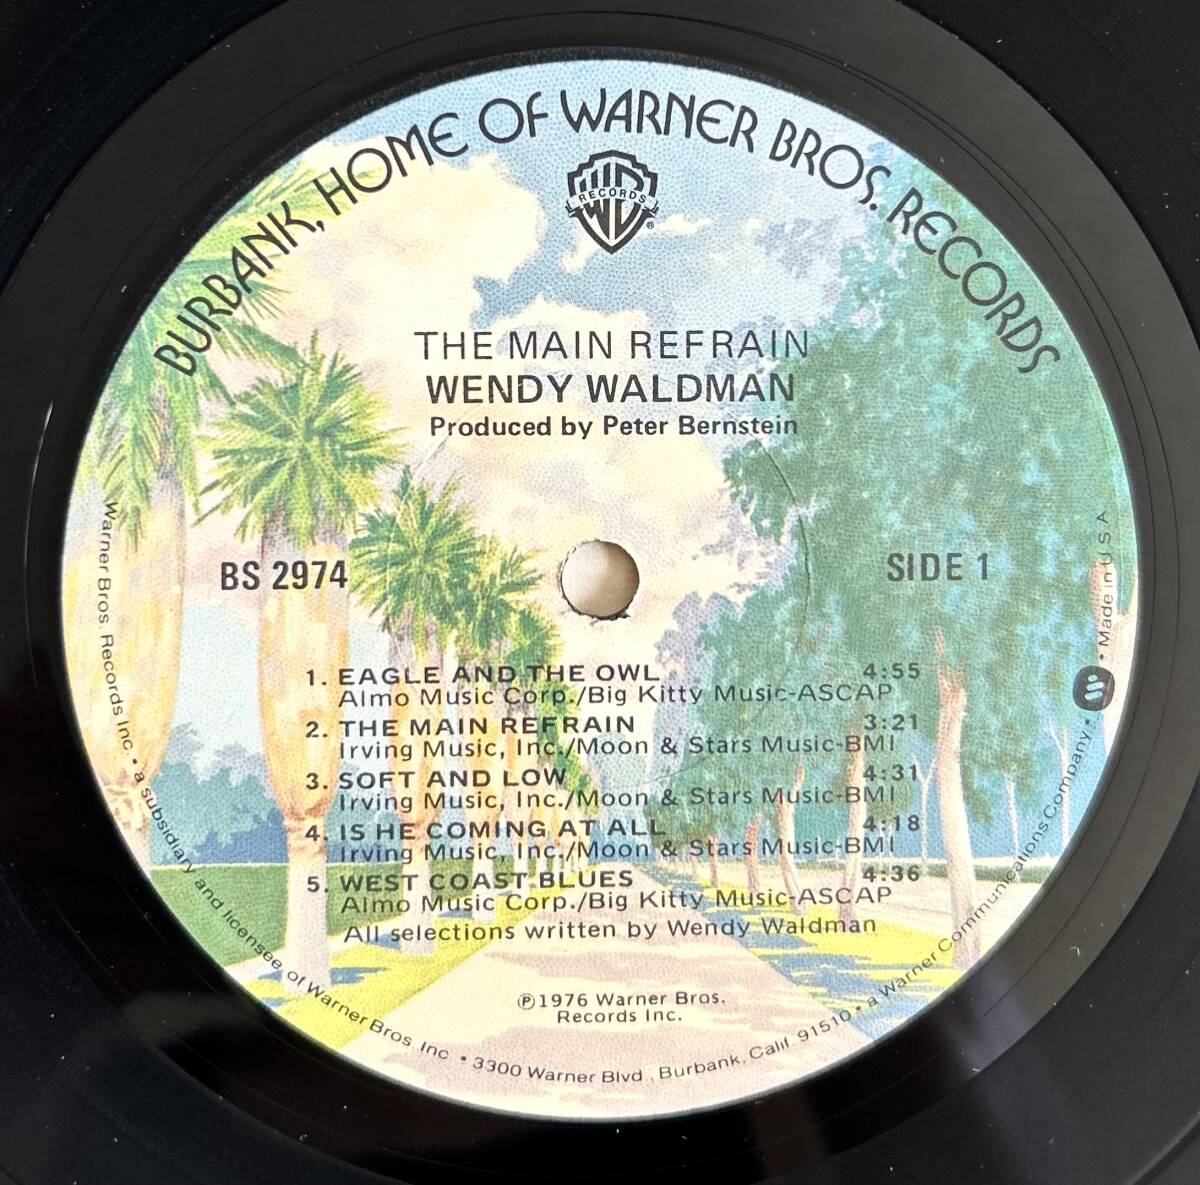 BURBANK, HOME OF WARNER BROS. RECORDS
WB
RECORDS
®
THE MAIN REFRAIN
WENDY WALDMAN
Produced by Peter Bernstein
BS 2974
SIDE 1
1. EAGLE AND THE OWL 4:55
Almo Music Corp./Big Kitty Music-ASCAP
2. THE MAIN REFRAIN 3:21
Irving Music, Inc./Moon & Stars Music-BMI
3. SOFT AND LOW 4:31
Irving Music, Inc./Moon & Stars Music-BMI
4. IS HE COMING AT ALL 4:18
Irving Music, Inc./Moon & Stars Music-BMI
5. WEST COAST BLUES 4:36
Almo Music Corp./Big Kitty Music-ASCAP
All selections written by Wendy Waldman
℗1976 Warner Bros.
Records Inc.
Warner Bros. Records Inc. • a subsidiary and licensee of Warner Bros. Inc. • 3300 Warner Blvd., Burbank, Calif. 91510 • a Warner Communications Company • W • Made in U.S.A.